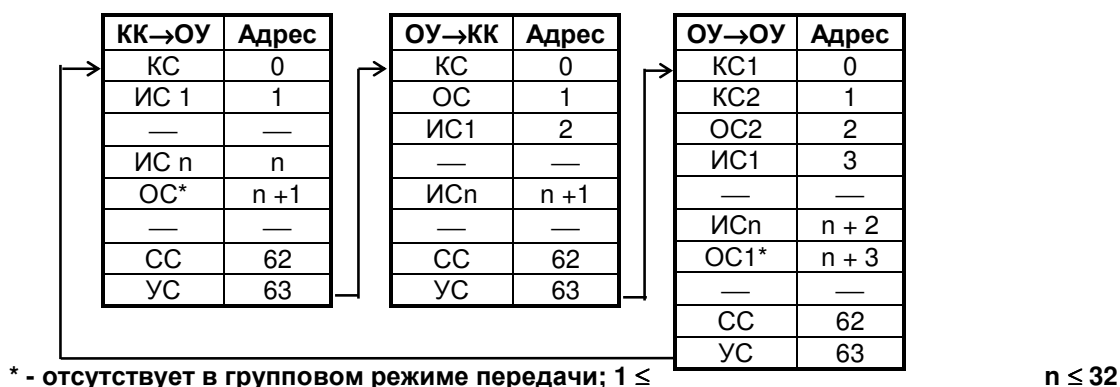 КК→ОУ Адрес
КС 0
ИС 1 1
— —
ИС n n
ОС* n +1
— —
СС 62
УС 63
ОУ→КК Адрес
КС 0
ОС 1
ИС1 2
— —
ИСn n +1
— —
СС 62
УС 63
ОУ→ОУ Адрес
КС1 0
КС2 1
ОС2 2
ИС1 3
— —
ИСn n + 2
ОС1* n + 3
— —
СС 62
УС 63
* - отсутствует в групповом режиме передачи; 1 ≤ n ≤ 32